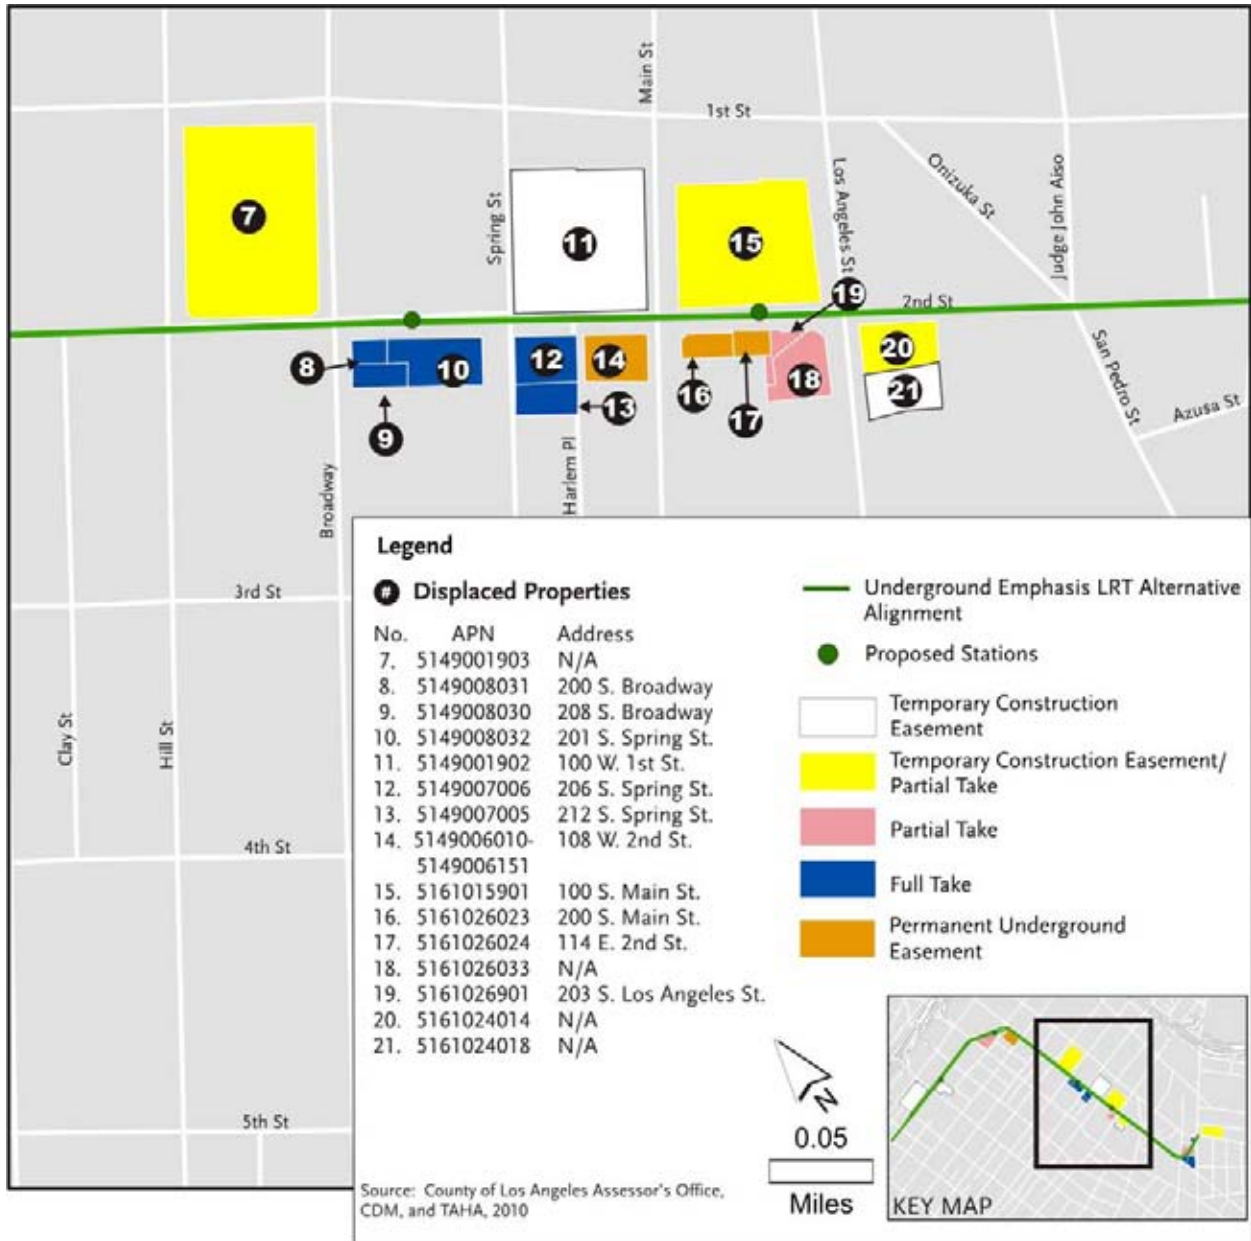 Main St
1st St
Spring St
Los Angeles St
Onizuka St
Judge John Aiso
7
11
15
19
2nd St
8
10
12
14
16
17
18
20
21
9
13
San Pedro St
Azusa St
Harlem Pl
Broadway
3rd St
Clay St
Hill St
4th St
5th St
Legend
# Displaced Properties
No. APN Address
7. 5149001903 N/A
8. 5149008031 200 S. Broadway
9. 5149008030 208 S. Broadway
10. 5149008032 201 S. Spring St.
11. 5149001902 100 W. 1st St.
12. 5149007006 206 S. Spring St.
13. 5149007005 212 S. Spring St.
14. 5149006010- 108 W. 2nd St.
5149006151
15. 5161015901 100 S. Main St.
16. 5161026023 200 S. Main St.
17. 5161026024 114 E. 2nd St.
18. 5161026033 N/A
19. 5161026901 203 S. Los Angeles St.
20. 5161024014 N/A
21. 5161024018 N/A
Underground Emphasis LRT Alternative
Alignment
Proposed Stations
Temporary Construction
Easement
Temporary Construction Easement/
Partial Take
Partial Take
Full Take
Permanent Underground
Easement
N
0.05
Miles
Source: County of Los Angeles Assessor's Office,
CDM, and TAHA, 2010
KEY MAP